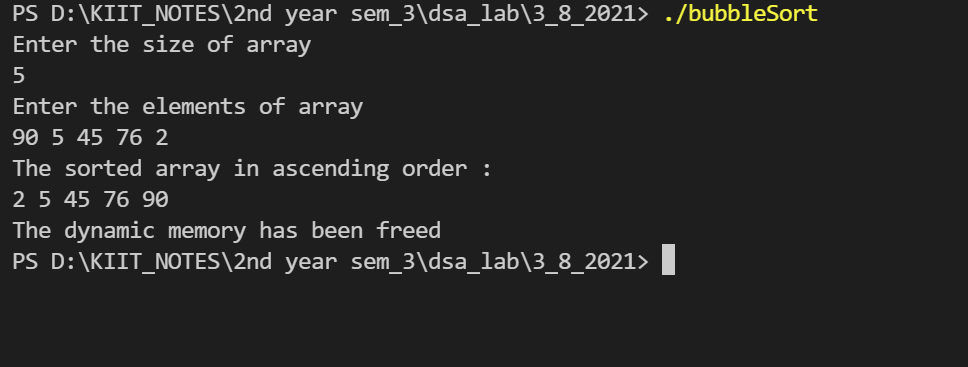 PS D:\KIIT_NOTES\2nd year sem_3\dsa_lab\3_8_2021> ./bubbleSort
Enter the size of array
5
Enter the elements of array
90 5 45 76 2
The sorted array in ascending order :
2 5 45 76 90
The dynamic memory has been freed
PS D:\KIIT_NOTES\2nd year sem_3\dsa_lab\3_8_2021>